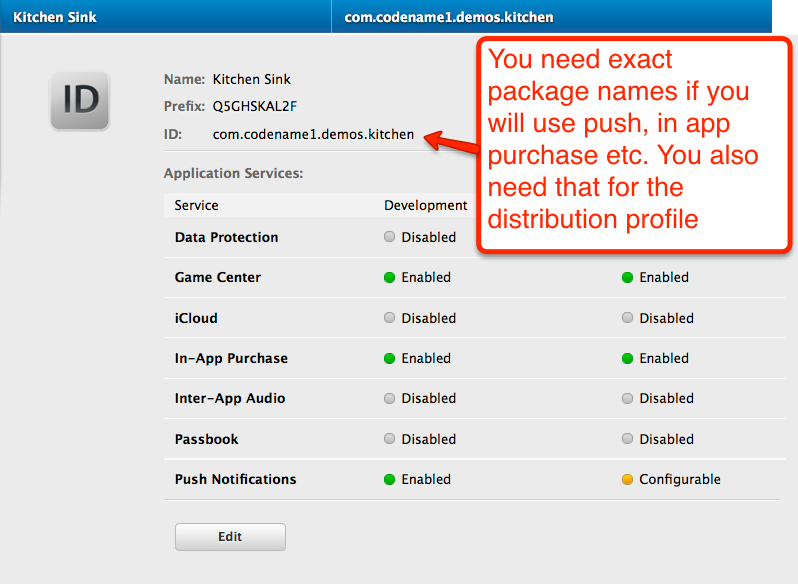 Kitchen Sink com.codename1.demos.kitchen
ID
Name: Kitchen Sink
Prefix: Q5GHSKAL2F
ID: com.codename1.demos.kitchen
You need exact
package names if you
will use push, in app
purchase etc. You also
need that for the
distribution profile
Application Services:
Service Development
Data Protection Disabled
Game Center Enabled Enabled
iCloud Disabled Disabled
In-App Purchase Enabled Enabled
Inter-App Audio Disabled Disabled
Passbook Disabled Disabled
Push Notifications Enabled Configurable
Edit